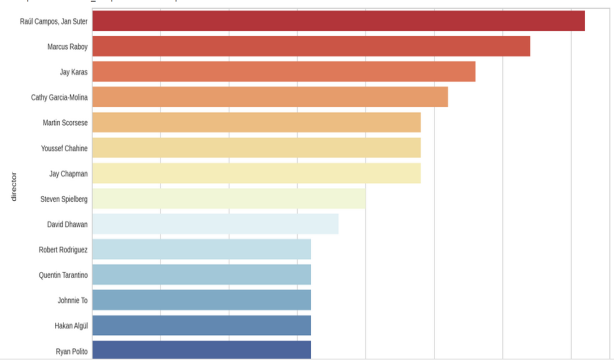 Raúl Campos, Jan Suter
Marcus Raboy
Jay Karas
Cathy Garcia-Molina
Martin Scorsese
Youssef Chahine
Jay Chapman
director
Steven Spielberg
David Dhawan
Robert Rodriguez
Quentin Tarantino
Johnnie To
Hakan Algül
Ryan Polito